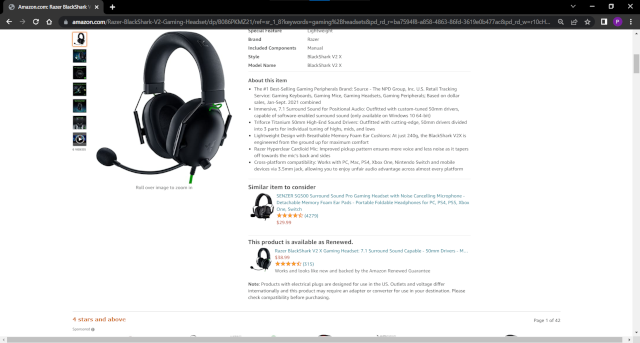 Amazon.com: Razer BlackShark V
amazon.com/Razer-BlackShark-V2-Gaming-Headset/dp/B086PKMZ21/ref=sr_1_8?keywords=gaming%2Bheadsets&pd_rd_r=
Special Feature Lightweight
Brand Razer
Included Components Manual
Style BlackShark V2 X
Model Name BlackShark V2 X
About this item
The #1 Best-Selling Gaming Peripherals Brand: Source - The NPD Group, Inc. U.S. Retail Tracking
Service: Gaming Keyboards, Gaming Mice, Gaming Headsets, Gaming Peripherals, Based on dollar
sales, Jan-Sept. 2021 combined
Immersive, 7.1 Surround Sound for Positional Audio: Outfitted with custom-tuned 50mm drivers,
capable of software-enabled surround sound (only available on Windows 10 64-bit)
Triforce Titanium 50mm High-End Sound Drivers: Outfitted with cutting-edge, 50mm drivers
divided into 3 parts for individual tuning of highs, mids, and lows
Lightweight Design with Breathable Memory Foam Ear Cushions: At just 240g, the BlackShark V2X is
engineered from the ground up for maximum comfort
Razer Hyperclear Cardioid Mic: Improved pickup pattern ensures more voice and less noise as it tapers
off towards the mic's back and sides
Cross-platform compatibility: Works with PC, Mac, PS4, Xbox One, Nintendo Switch and mobile
devices via 3.5mm jack, allowing you to enjoy unfair audio advantage across almost every platform
Roll over image to zoom in
Similar item to consider
SENZER SG500 Surround Sound Pro Gaming Headset with Noise Cancelling Microphone -
Detachable Memory Foam Ear Pads - Portable Foldable Headphones for PC, PS4, PS5, Xbox
One, Switch
(4279)
$29.99
This product is available as Renewed.
Razer BlackShark V2 X Gaming Headset: 7.1 Surround Sound Capable - 50mm Drivers - M...
$38.99
(515)
Works and looks like new and backed by the Amazon Renewed Guarantee
Note: Products with electrical plugs are designed for use in the US. Outlets and voltage differ
internationally and this product may require an adapter or converter for use in your destination. Please
check compatibility before purchasing.
4 stars and above
Page 1 of 42
Sponsored